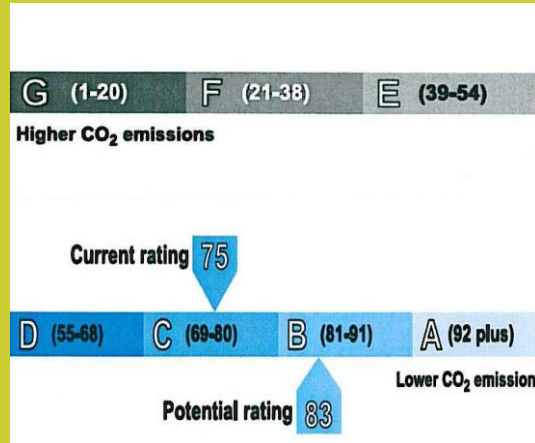 G (1-20) F (21-38) E (39-54)
Higher CO₂ emissions
Current rating 75
D (55-68) C (69-80) B (81-91) A (92 plus)
Lower CO₂ emission
Potential rating 83